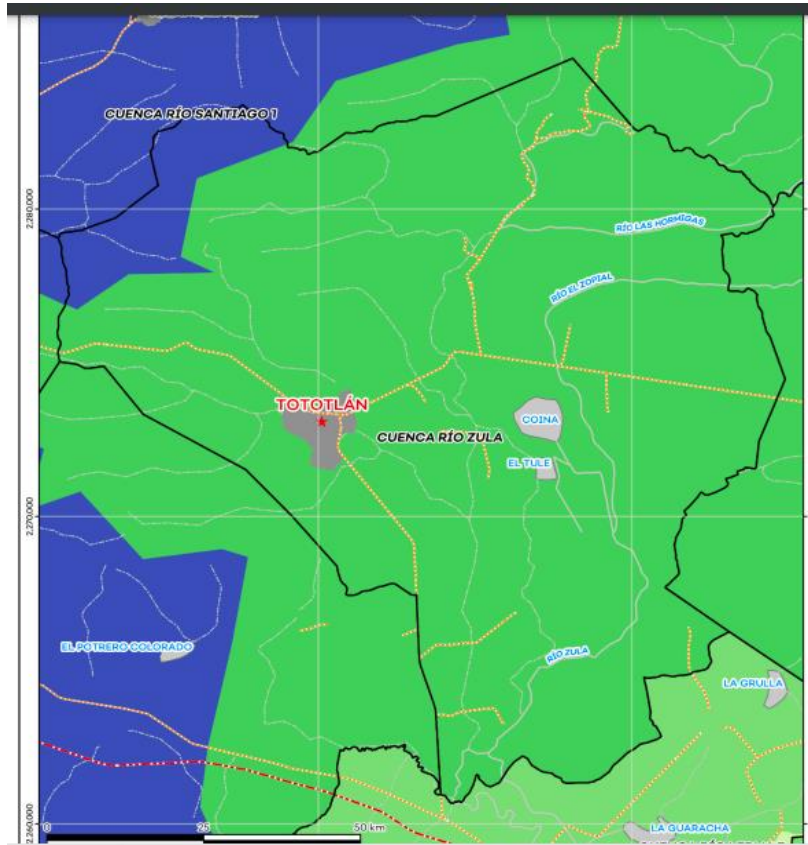 CUENCA RÍO SANTIAGO 1
2,280,000
RÍO LAS HORMIGAS
RÍO EL ZOPIAL
TOTOTLÁN
COINA
CUENCA RÍO ZULA
EL TULE
2,270,000
EL POTRERO COLORADO
RÍO ZULA
LA GRULLA
2,260,000
0
25
50 km
LA GUARACHA